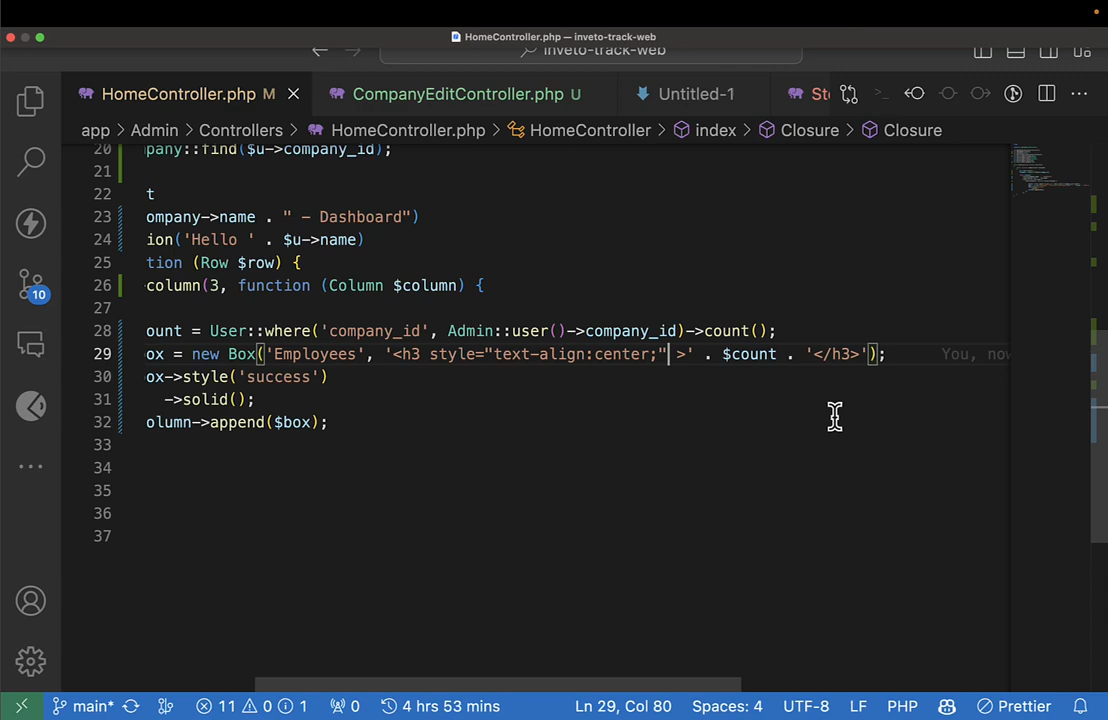 HomeController.php — inveto-track-web
inveto-track-web
HomeController.php M
CompanyEditController.php U
Untitled-1
Sto
app > Admin > Controllers > HomeController.php > HomeController > index > Closure > Closure
20 pany::find($u->company_id);
21
22 t
23 ompany->name . " - Dashboard")
24 ion('Hello ' . $u->name)
25 tion (Row $row) {
26 column(3, function (Column $column) {
27
28 ount = User::where('company_id', Admin::user()->company_id)->count();
29 ox = new Box('Employees', '<h3 style="text-align:center;" >' . $count . '</h3>'); You, now
30 ox->style('success')
31 ->solid();
32 olumn->append($box);
33
34
35
36
37
10
main* 11 0 1 0 4 hrs 53 mins Ln 29, Col 80 Spaces: 4 UTF-8 LF PHP Prettier